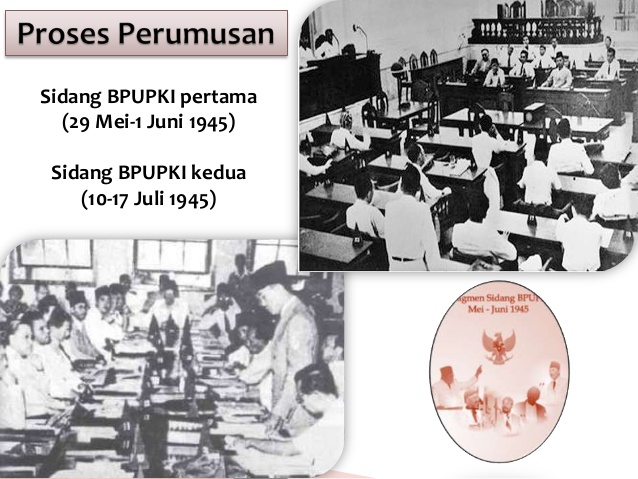 Proses Perumusan
Sidang BPUPKI pertama
(29 Mei-1 Juni 1945)
Sidang BPUPKI kedua
(10-17 Juli 1945)
Sidang
Mei - Juni 1945